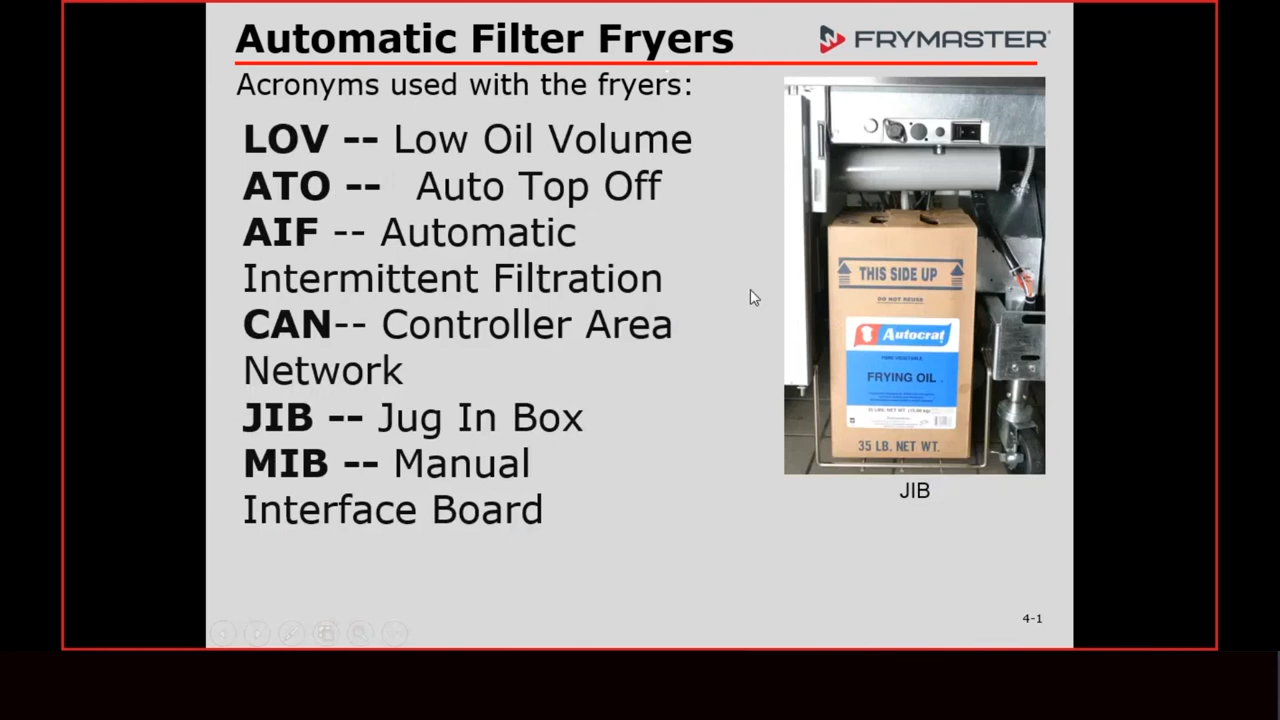 Automatic Filter Fryers
FRYMASTER
Acronyms used with the fryers:
LOV -- Low Oil Volume
ATO -- Auto Top Off
AIF -- Automatic
Intermittent Filtration
CAN-- Controller Area
Network
JIB -- Jug In Box
MIB -- Manual
Interface Board
THIS SIDE UP
DO NOT REUSE
Autocrat
FRYING OIL
35 LB. NET WT.
JIB
4-1